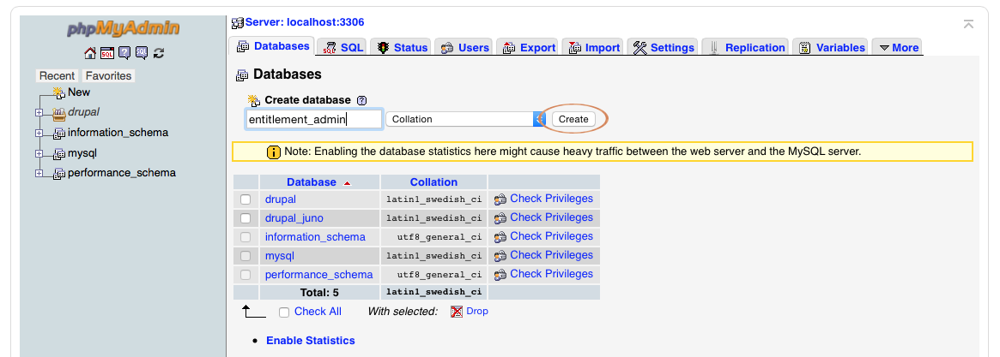 phpMyAdmin
Recent Favorites
New
drupal
information_schema
mysql
performance_schema
Server: localhost:3306
Databases SQL Status Users Export Import Settings Replication Variables More
Databases
Create database
entitlement_admin Collation Create
Note: Enabling the database statistics here might cause heavy traffic between the web server and the MySQL server.
Database Collation
drupal latin1_swedish_ci Check Privileges
drupal_juno latin1_swedish_ci Check Privileges
information_schema utf8_general_ci Check Privileges
mysql latin1_swedish_ci Check Privileges
performance_schema utf8_general_ci Check Privileges
Total: 5 latin1_swedish_ci
Check All With selected: Drop
• Enable Statistics